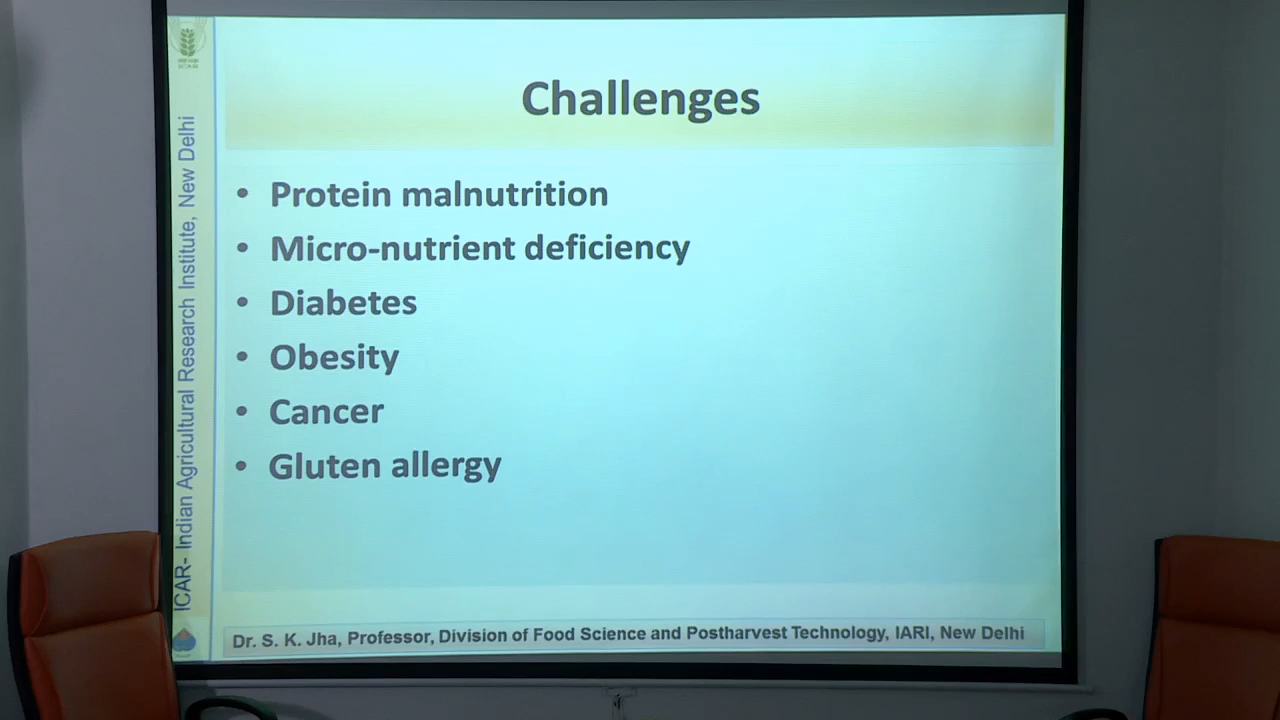 Challenges
• Protein malnutrition
• Micro-nutrient deficiency
• Diabetes
• Obesity
• Cancer
• Gluten allergy
ICAR- Indian Agricultural Research Institute, New Delhi
Dr. S. K. Jha, Professor, Division of Food Science and Postharvest Technology, IARI, New Delhi